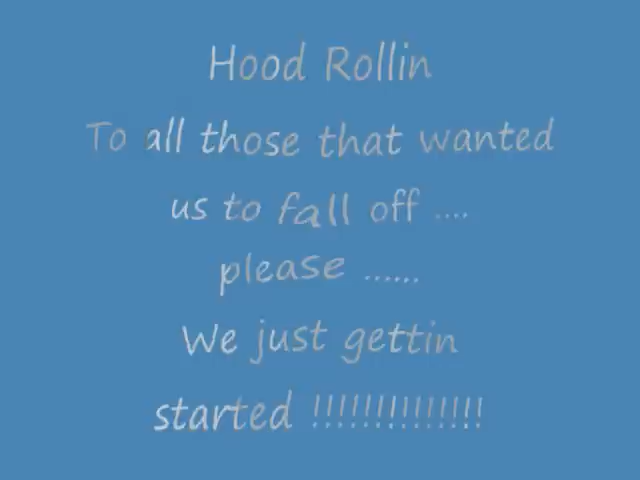 Hood Rollin
To all those that wanted
us to fall off ....
please ......
We just gettin
started !!!!!!!!!!!!!!